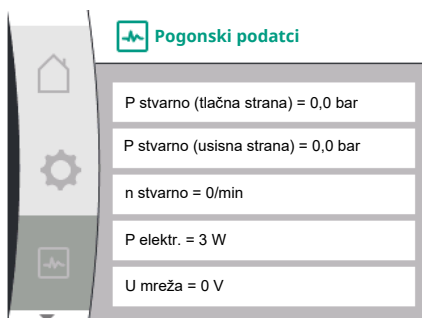 Pogonski podatci
P stvarno (tlačna strana) = 0,0 bar
P stvarno (usisna strana) = 0,0 bar
n stvarno = 0/min
P elektr. = 3 W
U mreža = 0 V